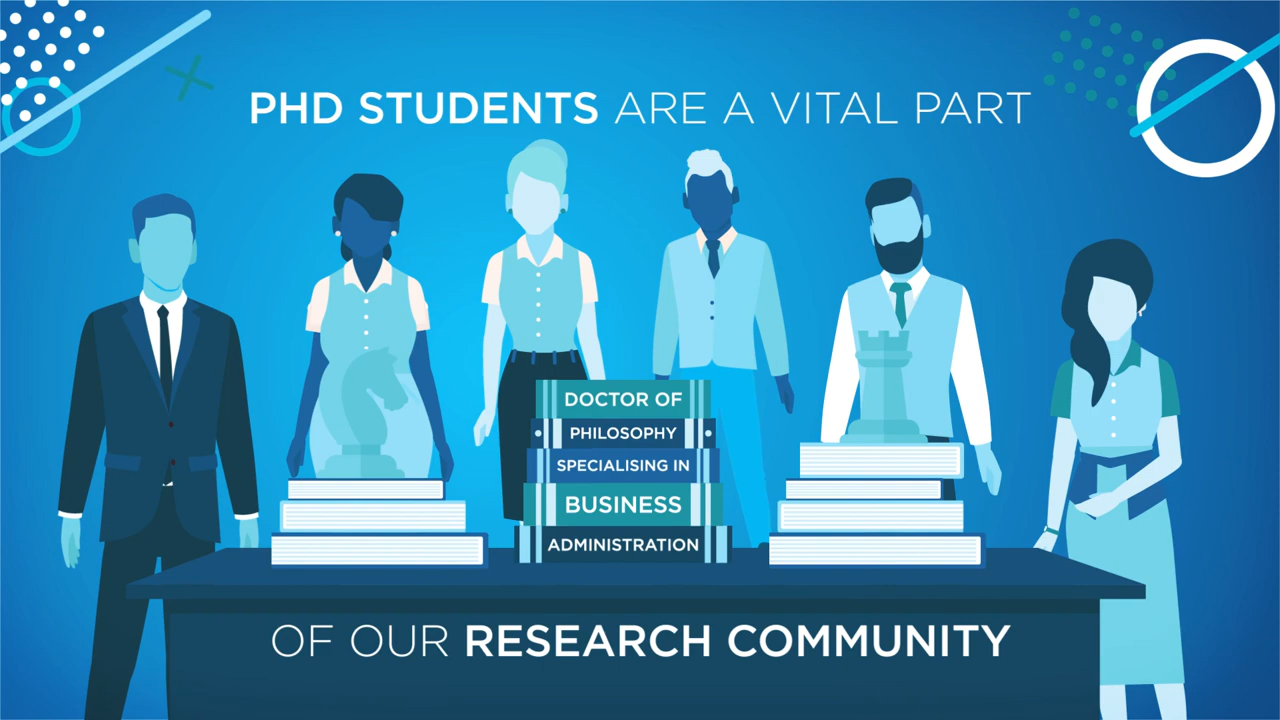 PHD STUDENTS ARE A VITAL PART
DOCTOR OF
PHILOSOPHY
SPECIALISING IN
BUSINESS
ADMINISTRATION
OF OUR RESEARCH COMMUNITY